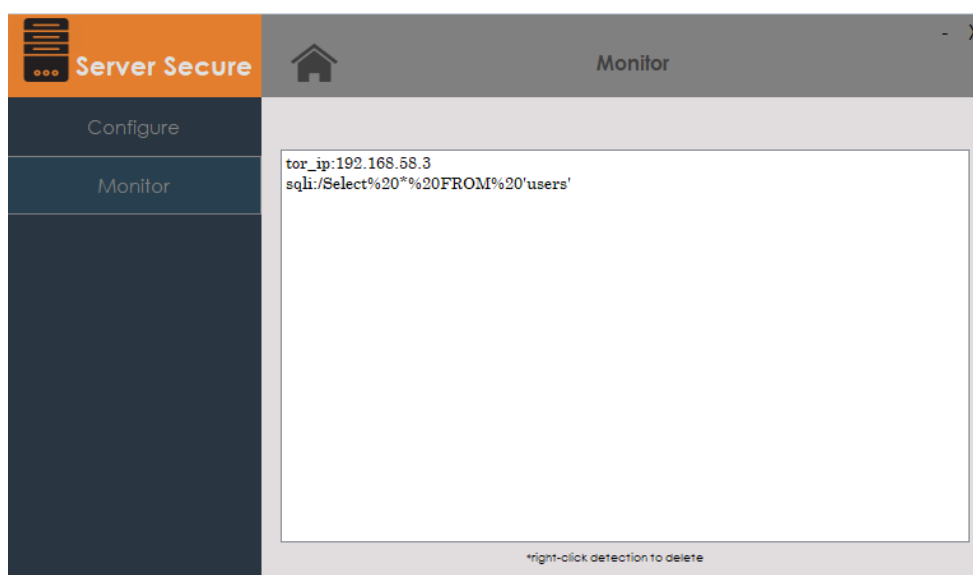 Server Secure
Monitor
- X
Configure
Monitor
tor_ip:192.168.58.3
sqli:/Select%20*%20FROM%20'users'
*right-click detection to delete